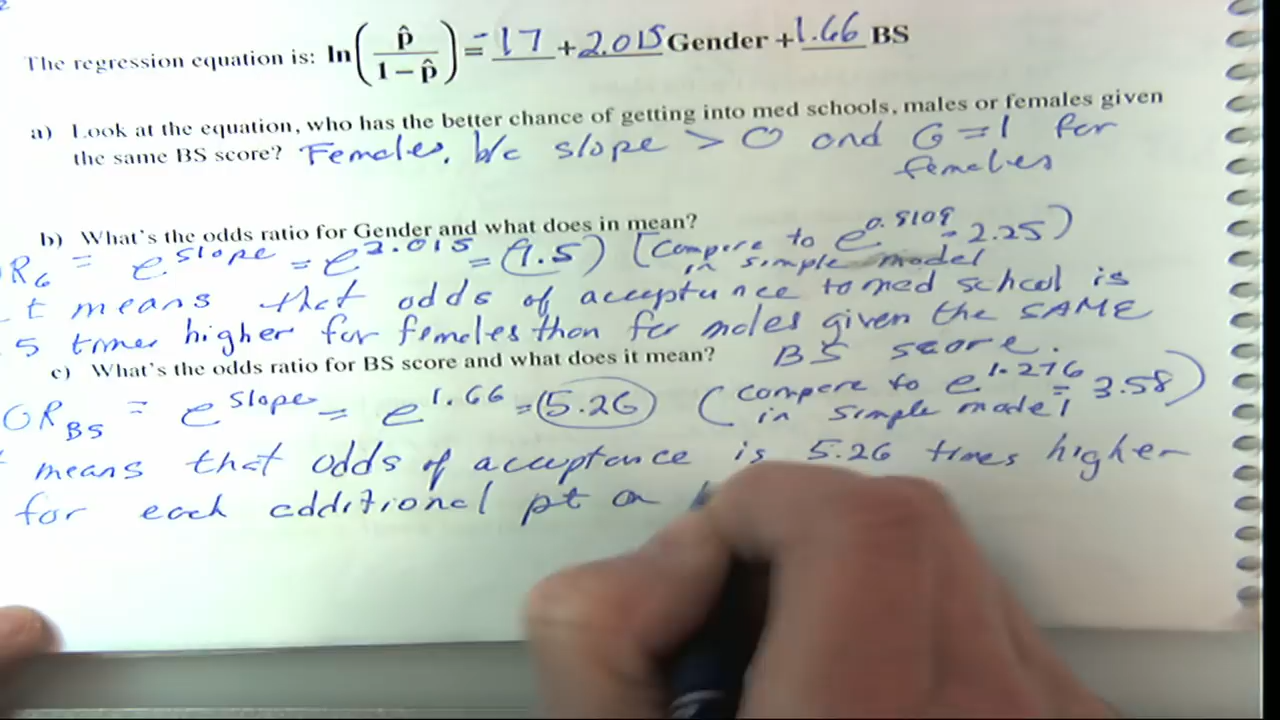 The regression equation is: ln(p̂/1 − p̂) = -17 + 2.015 Gender + 1.66 BS
a) Look at the equation, who has the better chance of getting into med schools, males or females given
the same BS score? Females, b/c slope > 0 and G = 1 for
females
b) What's the odds ratio for Gender and what does in mean?
R_G = e^slope = e^2.015 = (7.5) (compare to e^0.8109 = 2.25)
in simple model
t means that odds of acceptance to med school is
5 times higher for females than for males given the SAME
BS score.
c) What's the odds ratio for BS score and what does it mean?
OR_BS = e^slope = e^1.66 = (5.26) (compare to e^1.276 = 3.58)
in simple model
means that odds of acceptance is 5.26 times higher
for each additional pt on